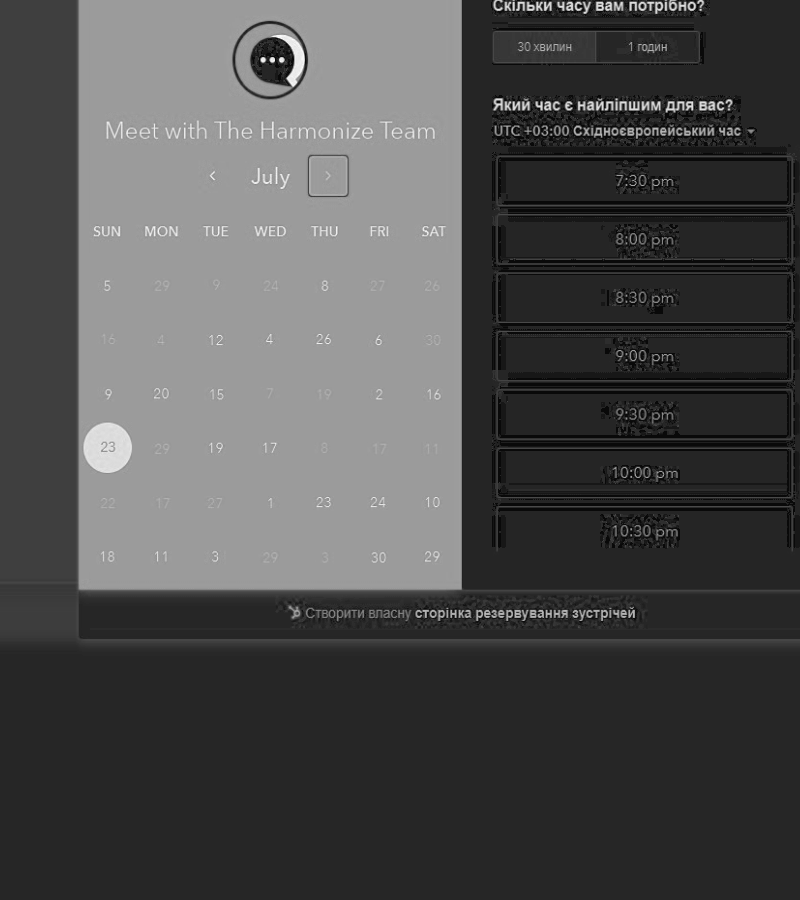 Meet with The Harmonize Team
July
SUN MON TUE WED THU FRI SAT
5 29 9 24 8 27 26
16 4 12 4 26 6 30
9 20 15 7 19 2 16
23 29 19 17 8 17 11
22 17 27 1 23 24 10
18 11 3 29 3 30 29
Скільки часу вам потрібно?
30 хвилин 1 годин
Який час є найліпшим для вас?
UTC +03:00 Східноєвропейський час
7:30 pm
8:00 pm
8:30 pm
9:00 pm
9:30 pm
10:00 pm
10:30 pm
Створити власну сторінка резервування зустрічей